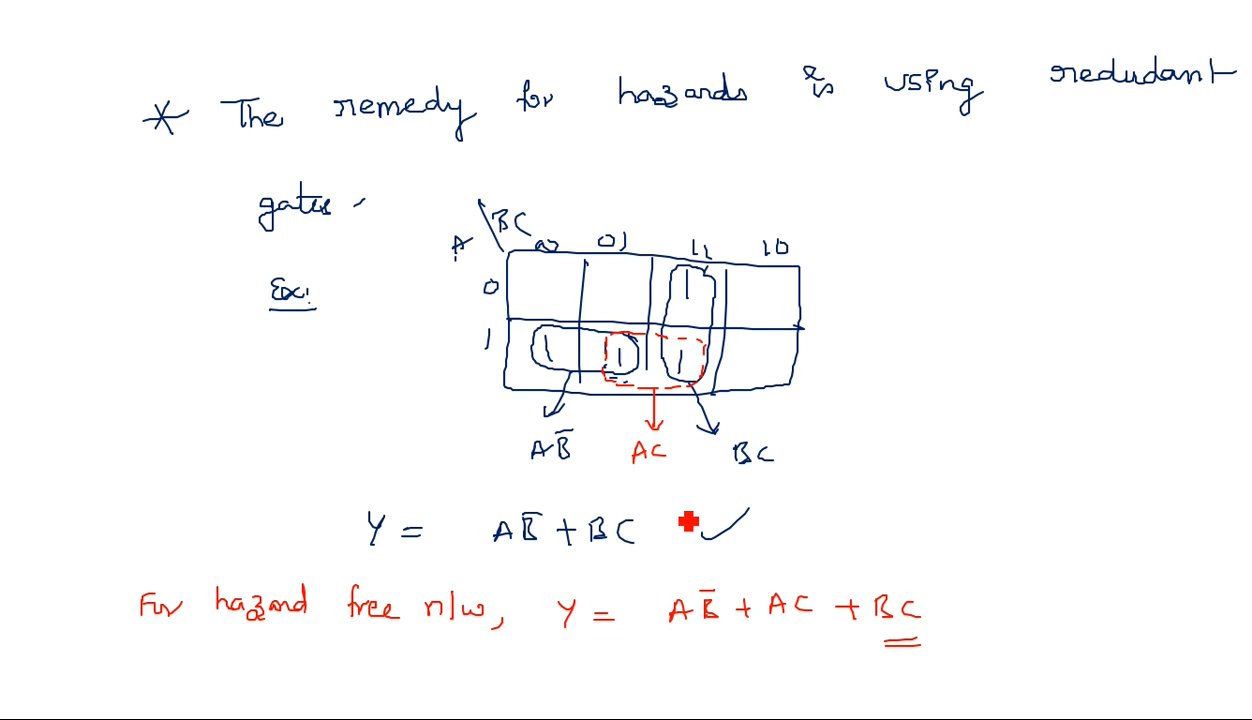 * The remedy for hazards is using redudant
gates.
Ex:
A BC 00 01 11 10
0 1
1 1 1 1
AB̅ AC BC
Y = AB̅ + BC ✓
For hazard free n/w, Y = AB̅ + AC + BC